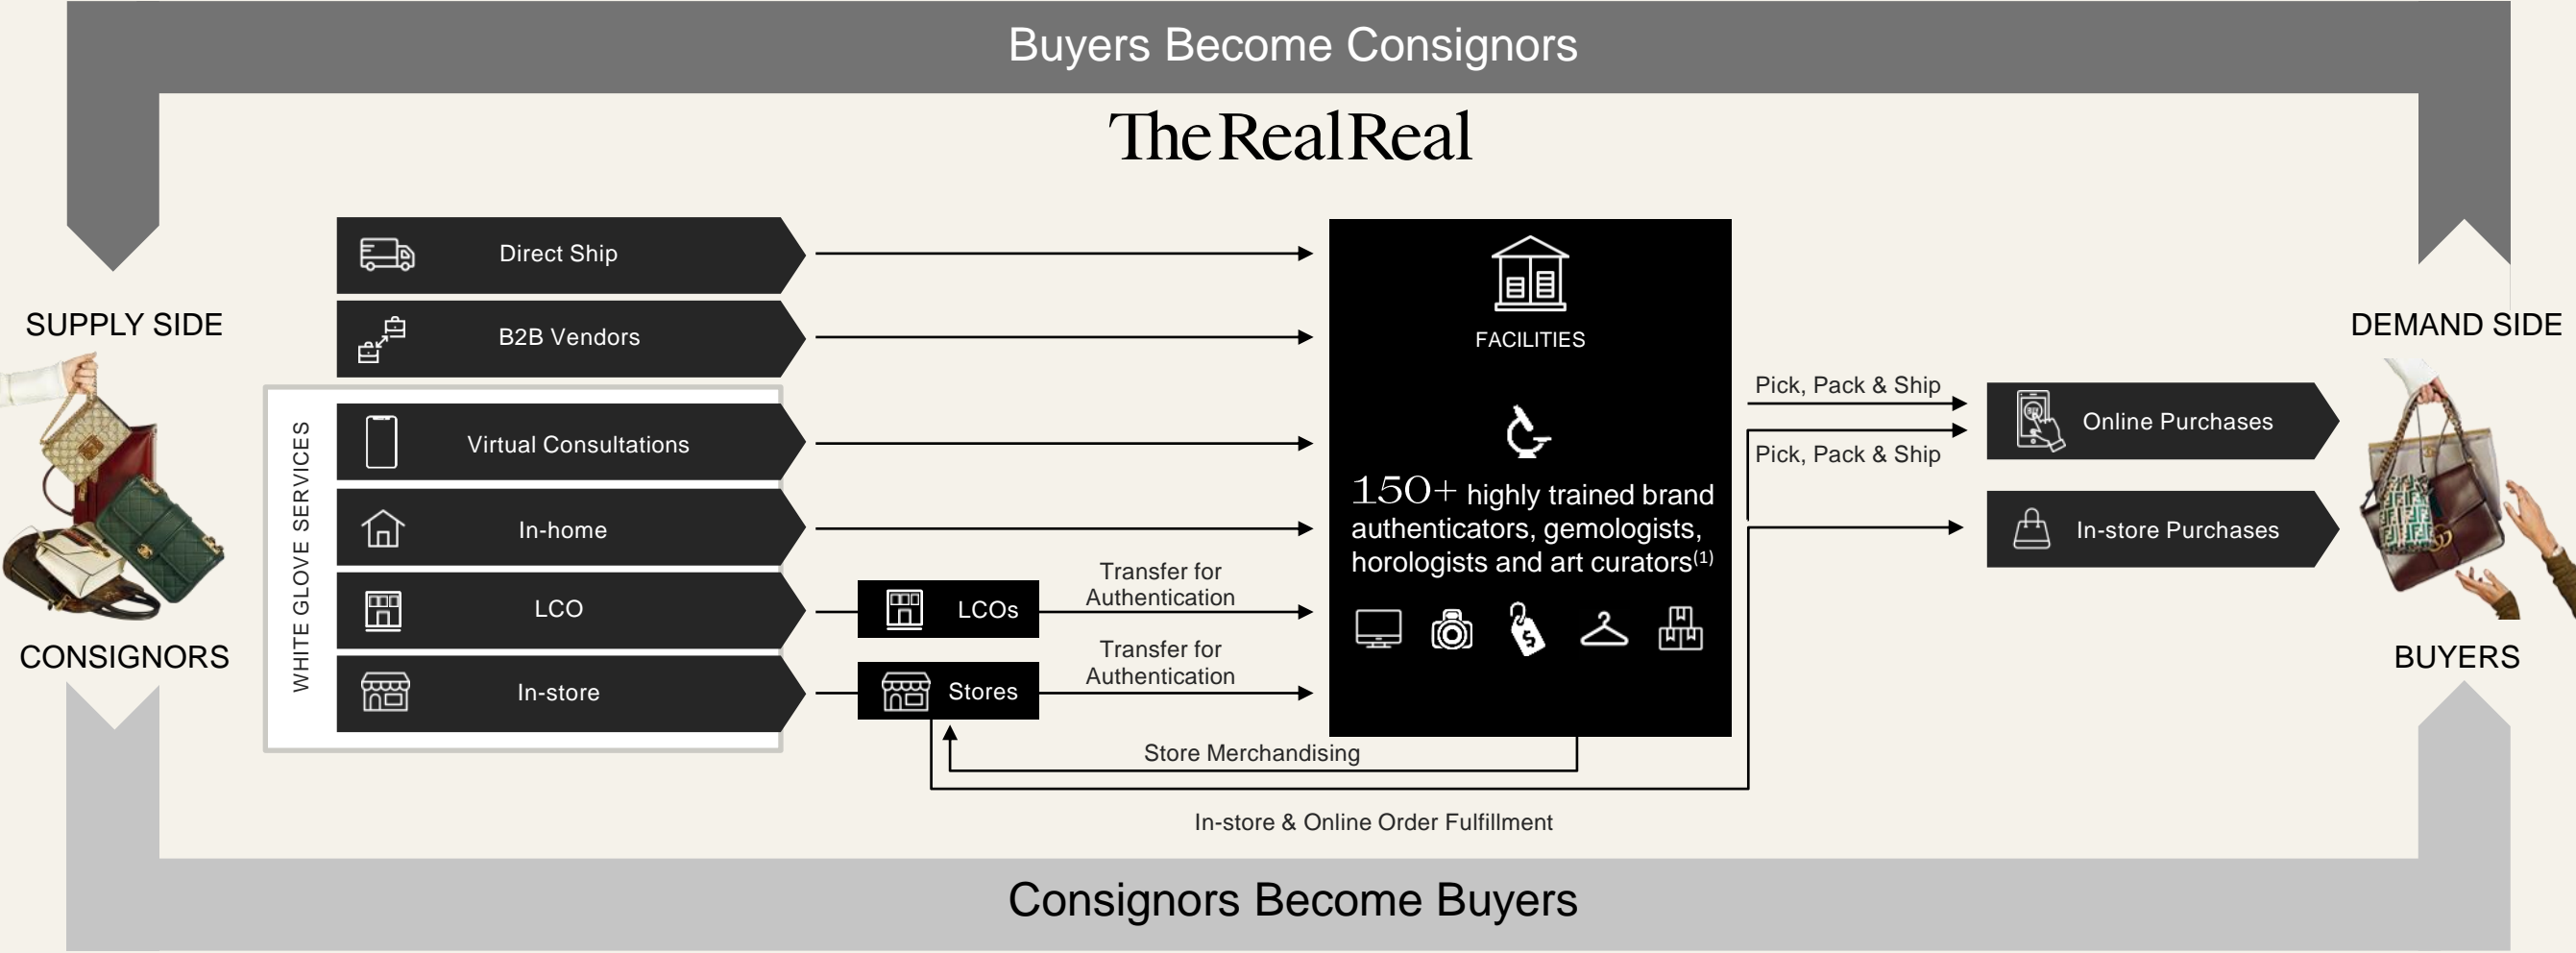 Buyers Become Consignors
TheRealReal
SUPPLY SIDE
CONSIGNORS
WHITE GLOVE SERVICES
Direct Ship
B2B Vendors
Virtual Consultations
In-home
LCO
In-store
LCOs
Stores
Transfer for
Authentication
Transfer for
Authentication
Store Merchandising
In-store & Online Order Fulfillment
FACILITIES
150+ highly trained brand
authenticators, gemologists,
horologists and art curators(1)
$
Pick, Pack & Ship
Pick, Pack & Ship
BUY
Online Purchases
In-store Purchases
DEMAND SIDE
BUYERS
Consignors Become Buyers